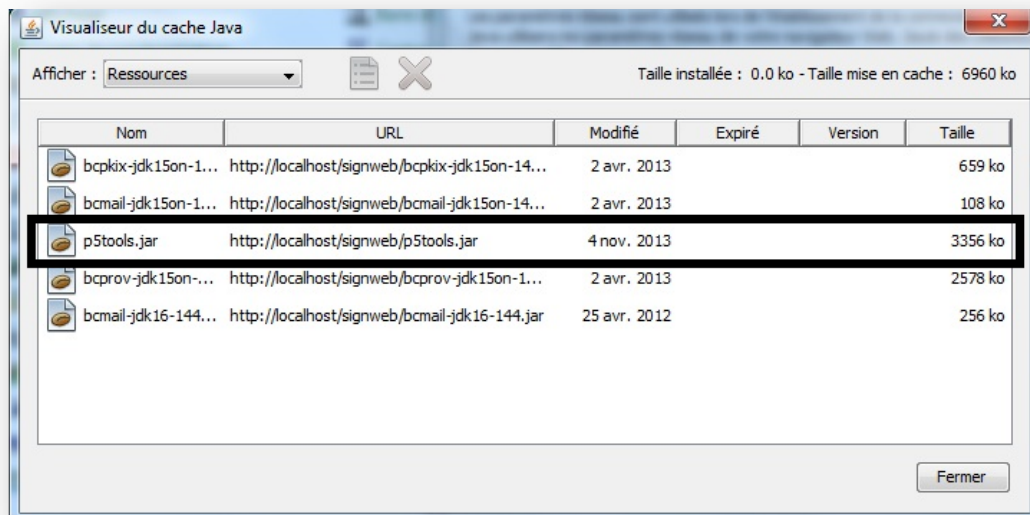 Visualiseur du cache Java
Afficher : Ressources Taille installée : 0.0 ko - Taille mise en cache : 6960 ko
Nom URL Modifié Expiré Version Taille
bcpkix-jdk15on-1... http://localhost/signweb/bcpkix-jdk15on-14... 2 avr. 2013 659 ko
bcmail-jdk15on-1... http://localhost/signweb/bcmail-jdk15on-14... 2 avr. 2013 108 ko
p5tools.jar http://localhost/signweb/p5tools.jar 4 nov. 2013 3356 ko
bcprov-jdk15on-... http://localhost/signweb/bcprov-jdk15on-1... 2 avr. 2013 2578 ko
bcmail-jdk16-144... http://localhost/signweb/bcmail-jdk16-144.jar 25 avr. 2012 256 ko
Fermer